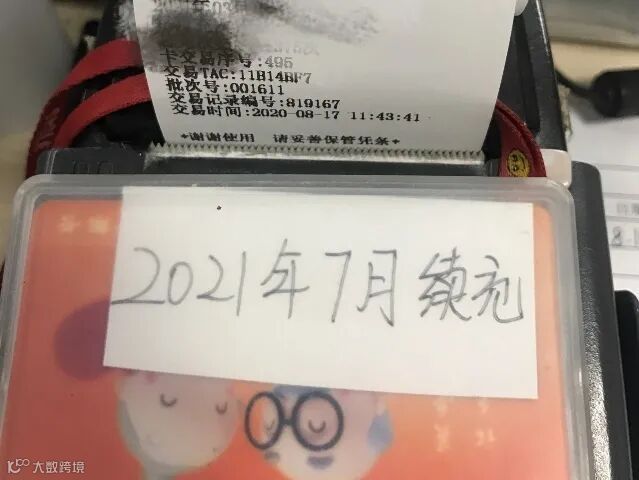 卡交易序号:495
交易TAC:11B14BF7
批次号:001611
交易记录编号:819167
交易时间:2020-08-17 11:43:41
*谢谢使用 请妥善保管凭条*
2021年7月续充
大数跨境